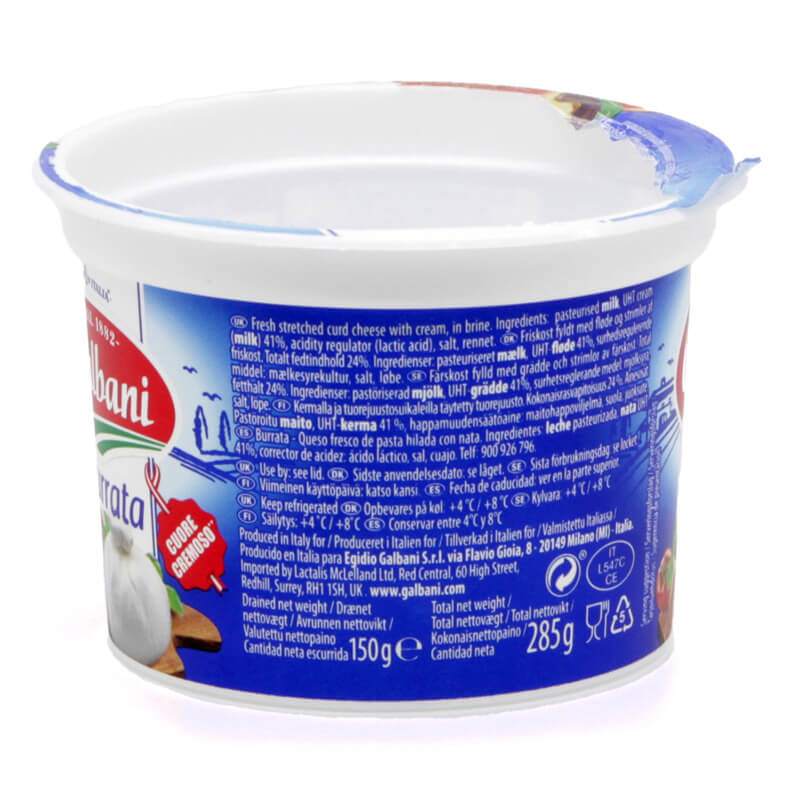 ITALIA
1882-
lbani
rrata
CUORE
CREMOSO
UK Fresh stretched curd cheese with cream, in brine. Ingredients: pasteurised milk, UHT cream
(milk) 41%, acidity regulator (lactic acid), salt, rennet. DK Friskost fyldt med fløde og strimler af
friskost. Totalt fedtindhold 24%. Ingredienser: pasteuriseret mælk, UHT fløde 41%, surhedsregulerende
middel: mælkesyrekultur, salt, løbe. SE Färskost fylld med grädde och strimlor av färskost. Total
fetthalt 24%. Ingredienser: pastöriserad mjölk, UHT grädde 41%, surhetsreglerande medel mjölksyra,
salt, löpe. FI Kermalla ja tuorejuustosuikaleilla täytetty tuorejuusto. Kokonaisrasvapitoisuus 24%. Ainesosat:
Pastöroitu maito, UHT-kerma 41 %, happamuudensäätöaine: maitohappoviljelmä, suola, juoksute.
ES Burrata - Queso fresco de pasta hilada con nata. Ingredientes: leche pasteurizada, nata
41%, corrector de acidez: ácido láctico, sal, cuajo. Telf: 900 926 796.
UK Use by: see lid. DK Sidste anvendelsesdato: se låget. SE Sista förbrukningsdag: se locket
FI Viimeinen käyttöpäivä: katso kansi ES Fecha de caducidad: ver en la parte superior
UK Keep refrigerated DK Opbevares på køl. +4°C / +8°C SE Kylvara. +4°C / +8°C
FI Säilytys: +4°C / +8°C ES Conservar entre 4°C y 8°C
Produced in Italy for / Produceret i Italien for / Tillverkad i Italien för / Valmistettu Italiassa /
Producido en Italia para Egidio Galbani S.r.l. via Flavio Gioia, 8 - 20149 Milano (MI) - Italia.
Imported by Lactalis McLelland Ltd, Red Central, 60 High Street,
Redhill, Surrey, RH1 1SH, UK. www.galbani.com
IT
L 547C
CE
Drained net weight / Drænet
nettovægt / Avrunnen nettovikt /
Valutettu nettopaino
Cantidad neta escurrida 150 g e
Total net weight /
Total nettovægt / Total nettovikt /
Kokonaisnettopaino /
Cantidad neta 285 g
5